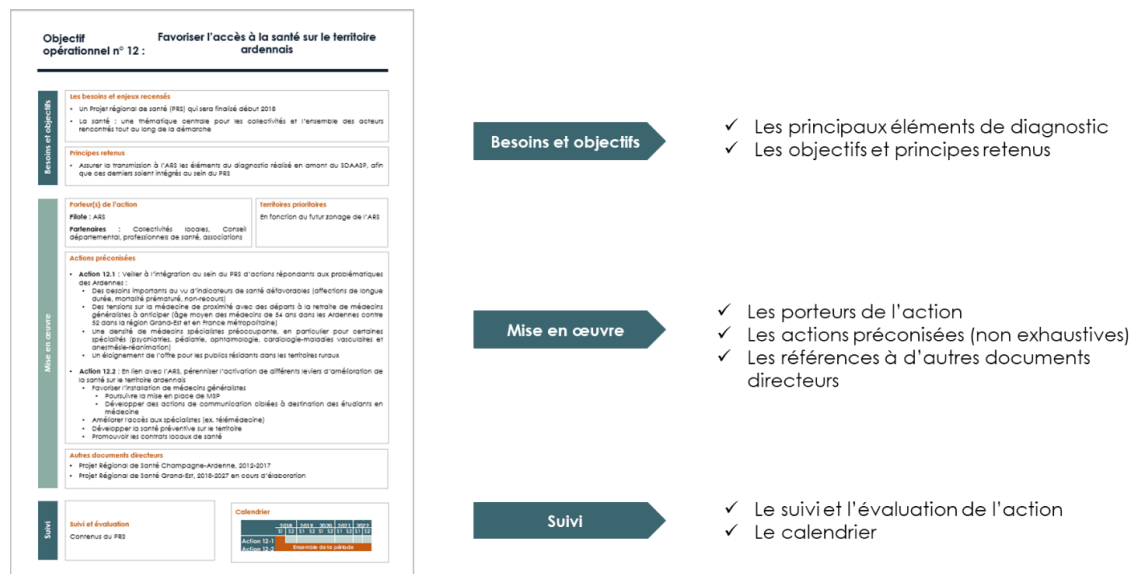 Objectif
opérationnel n° 12 :
Favoriser l'accès à la santé sur le territoire
ardennais
Besoins et objectifs
Les besoins et enjeux recensés
• Un Projet régional de santé (PRS) qui sera finalisé début 2018
• La santé : une thématique centrale pour les collectivités et l'ensemble des acteurs
rencontrés tout au long de la démarche
Principes retenus
• Assurer la transmission à l'ARS les éléments du diagnostic réalisé en amont du SDAASP, afin
que ces derniers soient intégrés au sein du PRS
Mise en œuvre
Porteur(s) de l'action
Pilote : ARS
Partenaires : Collectivités locales, Conseil
départemental, professionnels de santé, associations
Territoires prioritaires
En fonction du futur zonage de l'ARS
Actions préconisées
• Action 12.1 : Veiller à l'intégration au sein du PRS d'actions répondants aux problématiques
des Ardennes :
• Des besoins importants au vu d'indicateurs de santé défavorables (affections de longue
durée, mortalité prématuré, non-recours)
• Des tensions sur la médecine de proximité avec des départs à la retraite de médecins
généralistes à anticiper (âge moyen des médecins de 54 ans dans les Ardennes contre
52 dans la région Grand-Est et en France métropolitaine)
• Une densité de médecins spécialistes préoccupante, en particulier pour certaines
spécialités (psychiatries, pédiatrie, ophtalmologie, cardiologie-maladies vasculaires et
anesthésie-réanimation)
• Un éloignement de l'offre pour les publics résidants dans les territoires ruraux
• Action 12.2 : En lien avec l'ARS, pérenniser l'activation de différents leviers d'amélioration de
la santé sur le territoire ardennais
• Favoriser l'installation de médecins généralistes
• Poursuivre la mise en place de MSP
• Développer des actions de communication ciblées à destination des étudiants en
médecine
• Améliorer l'accès aux spécialistes (ex. télémédecine)
• Développer la santé préventive sur le territoire
• Promouvoir les contrats locaux de santé
Autres documents directeurs
• Projet Régional de Santé Champagne-Ardenne, 2012-2017
• Projet Régional de Santé Grand-Est, 2018-2027 en cours d'élaboration
Suivi
Suivi et évaluation
Contenus du PRS
Calendrier
2018 2019 2020 2021 2022
S1 S2 S1 S2 S1 S2 S1 S2 S1 S2
Action 12-1
Action 12-2 Ensemble de la période
Besoins et objectifs
✓ Les principaux éléments de diagnostic
✓ Les objectifs et principes retenus
Mise en œuvre
✓ Les porteurs de l'action
✓ Les actions préconisées (non exhaustives)
✓ Les références à d'autres documents
directeurs
Suivi
✓ Le suivi et l'évaluation de l'action
✓ Le calendrier